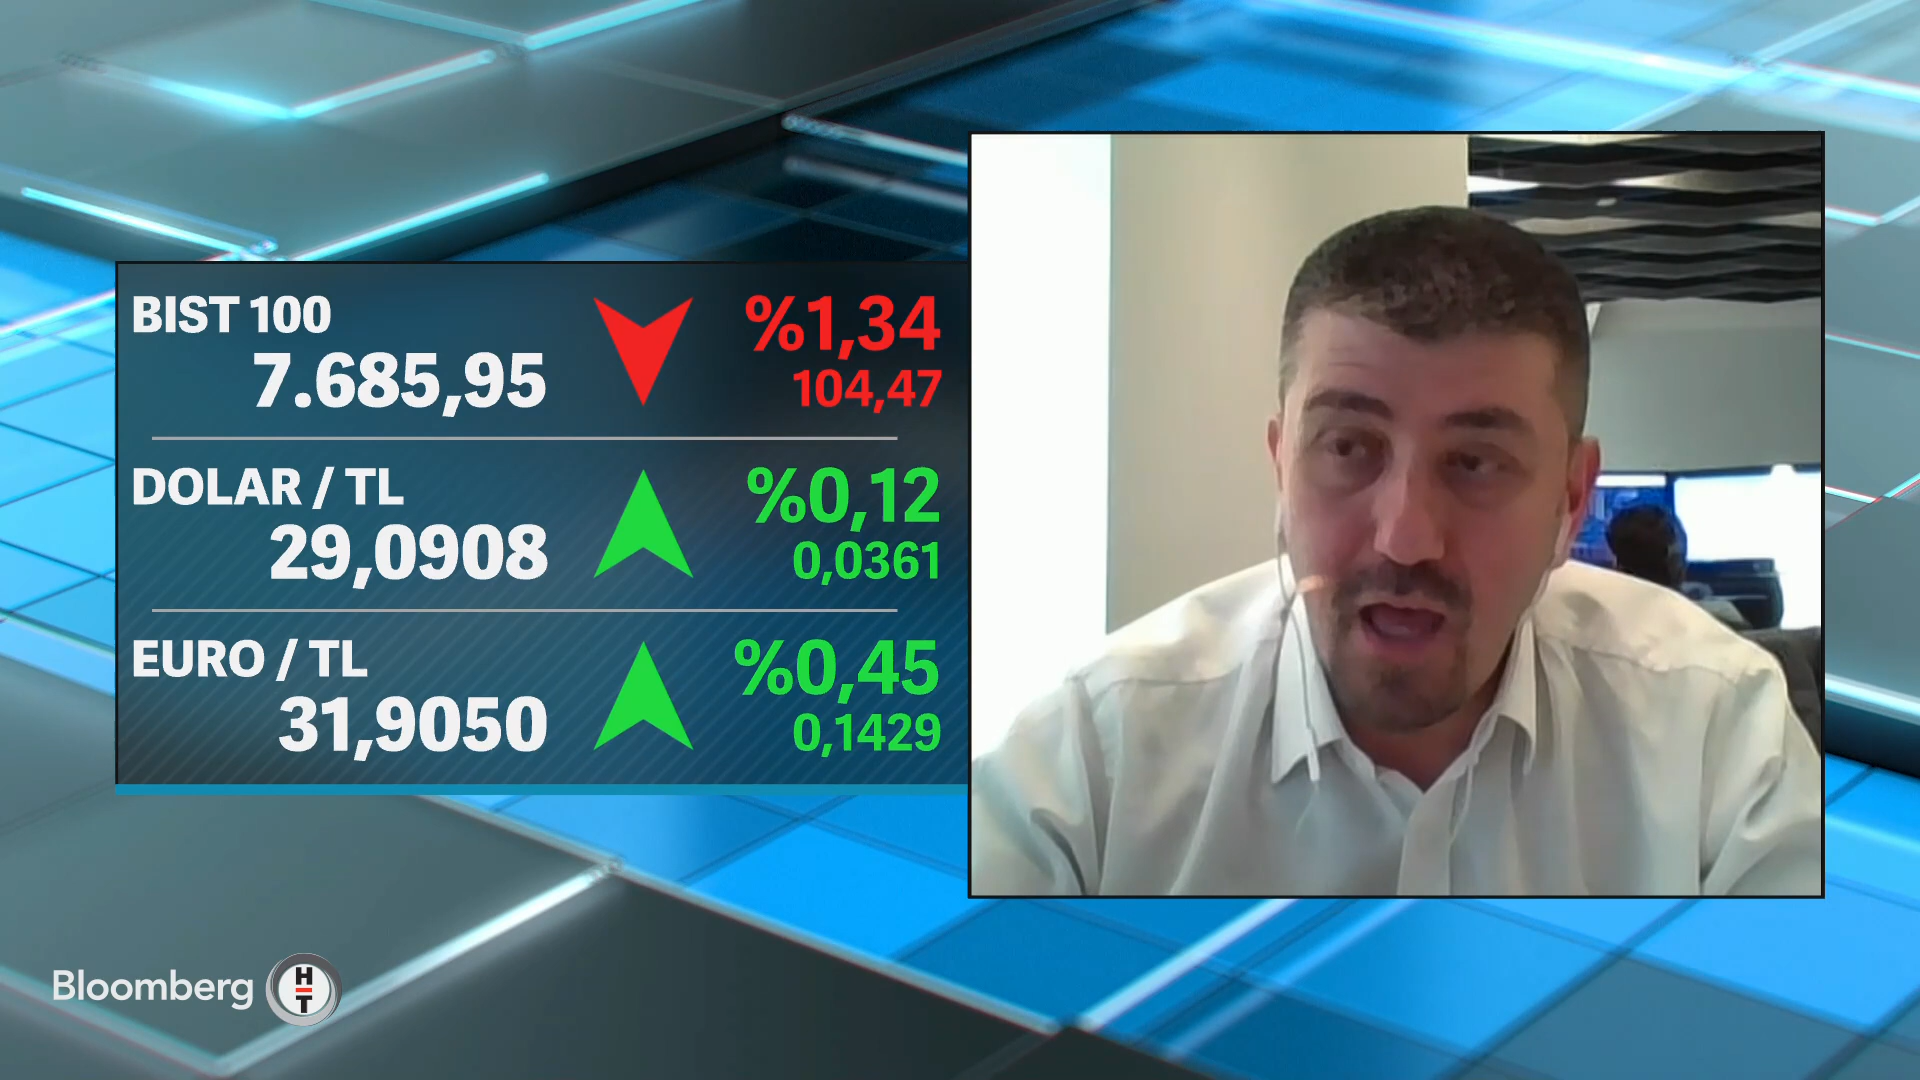 BIST 100
7.685,95
%1,34
104,47
DOLAR / TL
29,0908
%0,12
0,0361
EURO / TL
31,9050
%0,45
0,1429
Bloomberg HT